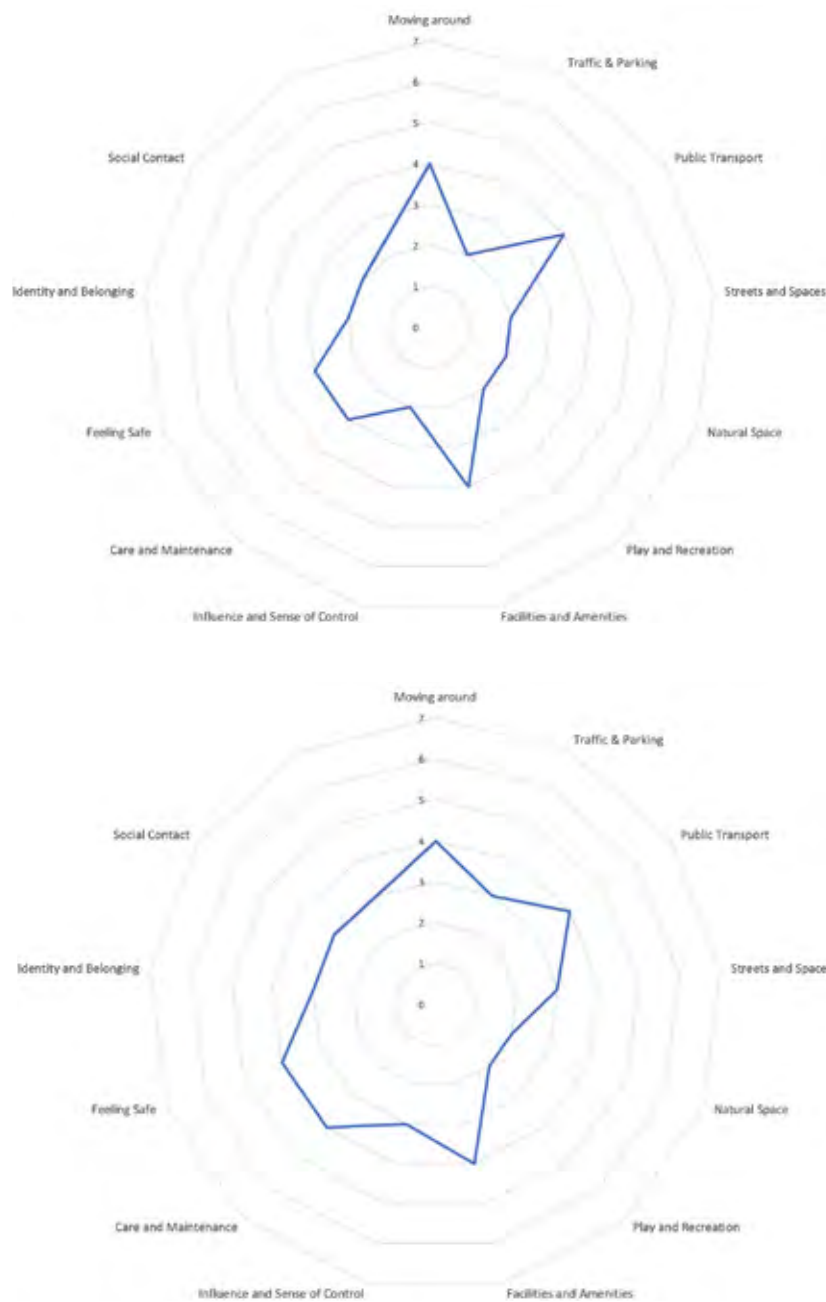 Moving around
7
Traffic & Parking
6
5
Social Contact
Public Transport
4
3
2
Identity and Belonging
Streets and Spaces
1
0
Feeling Safe
Natural Space
Care and Maintenance
Play and Recreation
Influence and Sense of Control
Facilities and Amenities
Moving around
7
Traffic & Parking
6
5
Social Contact
Public Transport
4
3
2
Identity and Belonging
Streets and Space
1
0
Feeling Safe
Natural Space
Care and Maintenance
Play and Recreation
Influence and Sense of Control
Facilities and Amenities